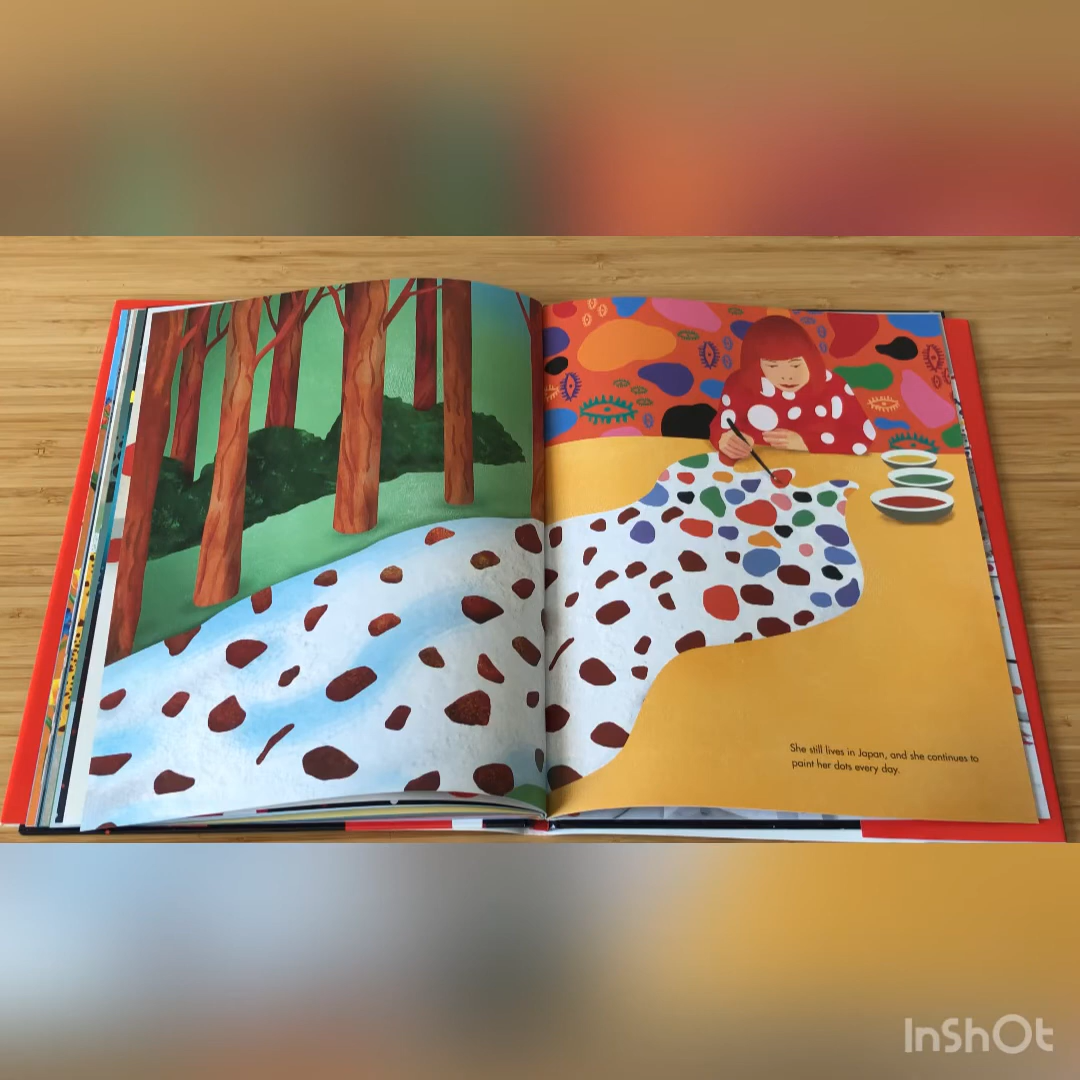 She still lives in Japan, and she continues to
paint her dots every day.
InShOt